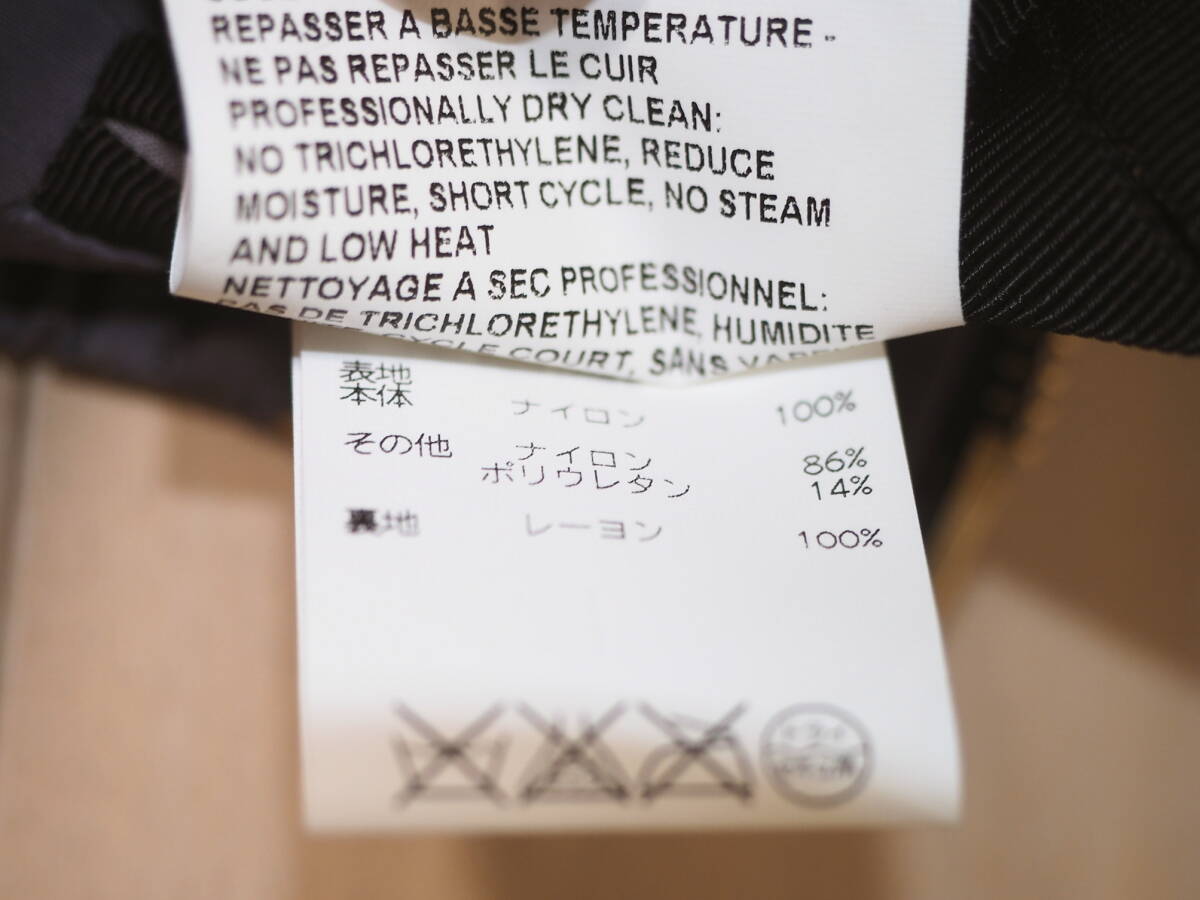 REPASSER A BASSE TEMPERATURE -
NE PAS REPASSER LE CUIR
PROFESSIONALLY DRY CLEAN:
NO TRICHLORETHYLENE, REDUCE
MOISTURE, SHORT CYCLE, NO STEAM
AND LOW HEAT
NETTOYAGE A SEC PROFESSIONNEL:
PAS DE TRICHLORETHYLENE, HUMIDITE
CYCLE COURT, SANS
表地
本体 ナイロン 100%
その他 ナイロン 86%
ポリウレタン 14%
裏地 レーヨン 100%